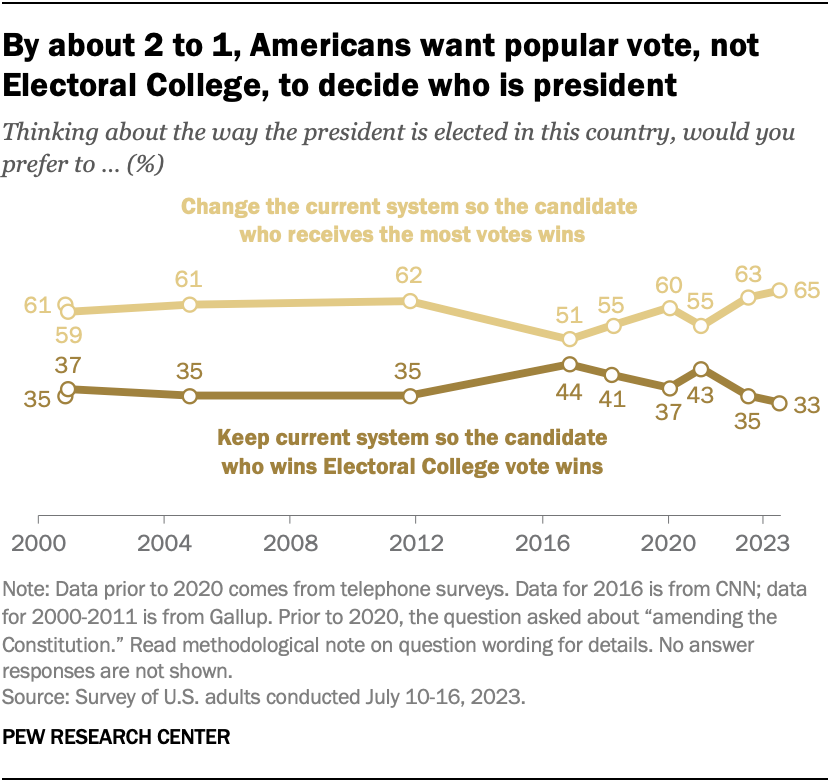 By about 2 to 1, Americans want popular vote, not
Electoral College, to decide who is president
Thinking about the way the president is elected in this country, would you
prefer to ... (%)
Change the current system so the candidate
who receives the most votes wins
61 59 61 62 51 55 60 55 63 65
35 37 35 35 44 41 37 43 35 33
Keep current system so the candidate
who wins Electoral College vote wins
2000 2004 2008 2012 2016 2020 2023
Note: Data prior to 2020 comes from telephone surveys. Data for 2016 is from CNN; data
for 2000-2011 is from Gallup. Prior to 2020, the question asked about “amending the
Constitution.” Read methodological note on question wording for details. No answer
responses are not shown.
Source: Survey of U.S. adults conducted July 10-16, 2023.
PEW RESEARCH CENTER